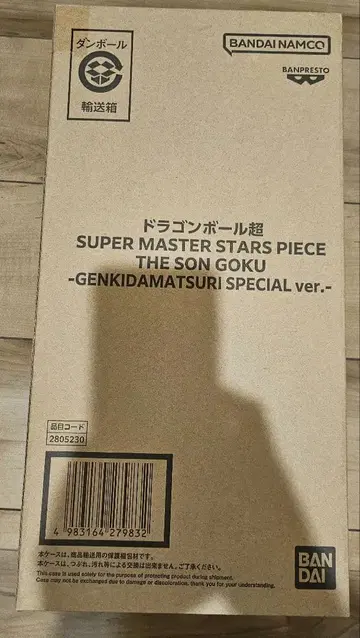 ダンボール
輸送箱
BANDAI NAMCO
BANPRESTO
ドラゴンボール超
SUPER MASTER STARS PIECE
THE SON GOKU
-GENKIDAMATSURI SPECIAL ver.-
品目コード
2805230
4 983164 279832
本ケースは、商品輸送用の保護梱包材です。
本ケースは、つぶれ、汚れ等による交換は出来ません。ご了承ください。
This case is used solely for the purpose of protecting product during shipment.
Case may not be exchanged due to damage or discoloration. thank you for your understanding.
BAN
DAI